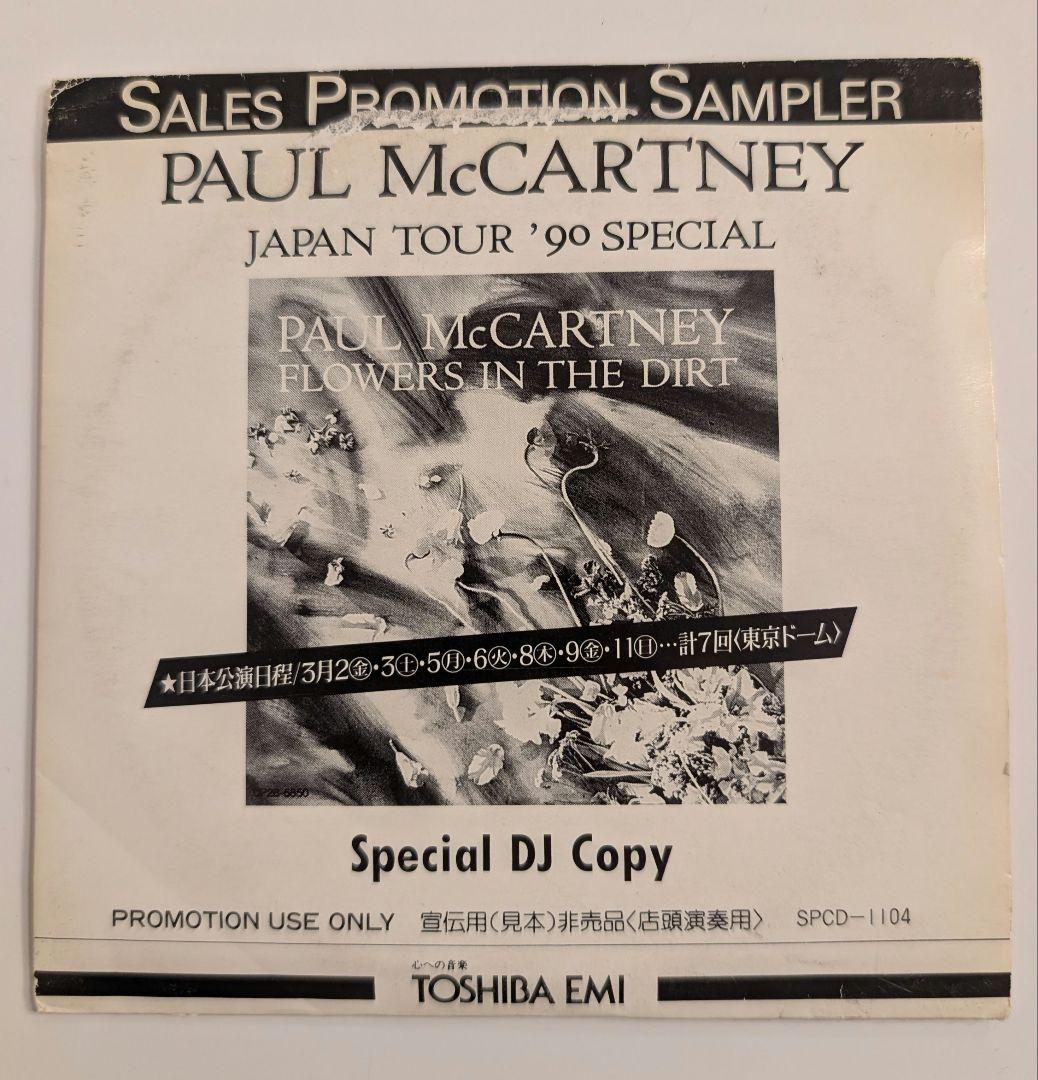 SALES PROMOTION SAMPLER
PAUL McCARTNEY
JAPAN TOUR '90 SPECIAL
PAUL McCARTNEY
FLOWERS IN THE DIRT
★日本公演日程/3月2㊎・3㊏・5㊊・6㊋・8㊍・9㊎・11㊐…計7回〈東京ドーム〉
CP28-5850
Special DJ Copy
PROMOTION USE ONLY 宣伝用(見本)非売品〈店頭演奏用〉 SPCD-1104
心への音楽
TOSHIBA EMI